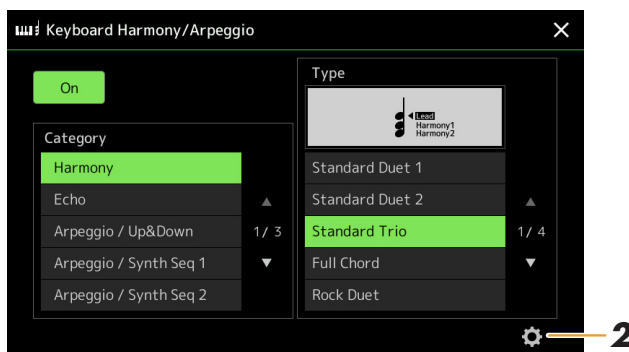 Keyboard Harmony/Arpeggio
On
Category
Harmony
Echo
Arpeggio / Up&Down
Arpeggio / Synth Seq 1
Arpeggio / Synth Seq 2
1/ 3
Type
Lead
Harmony1
Harmony2
Standard Duet 1
Standard Duet 2
Standard Trio
Full Chord
Rock Duet
1/ 4
2